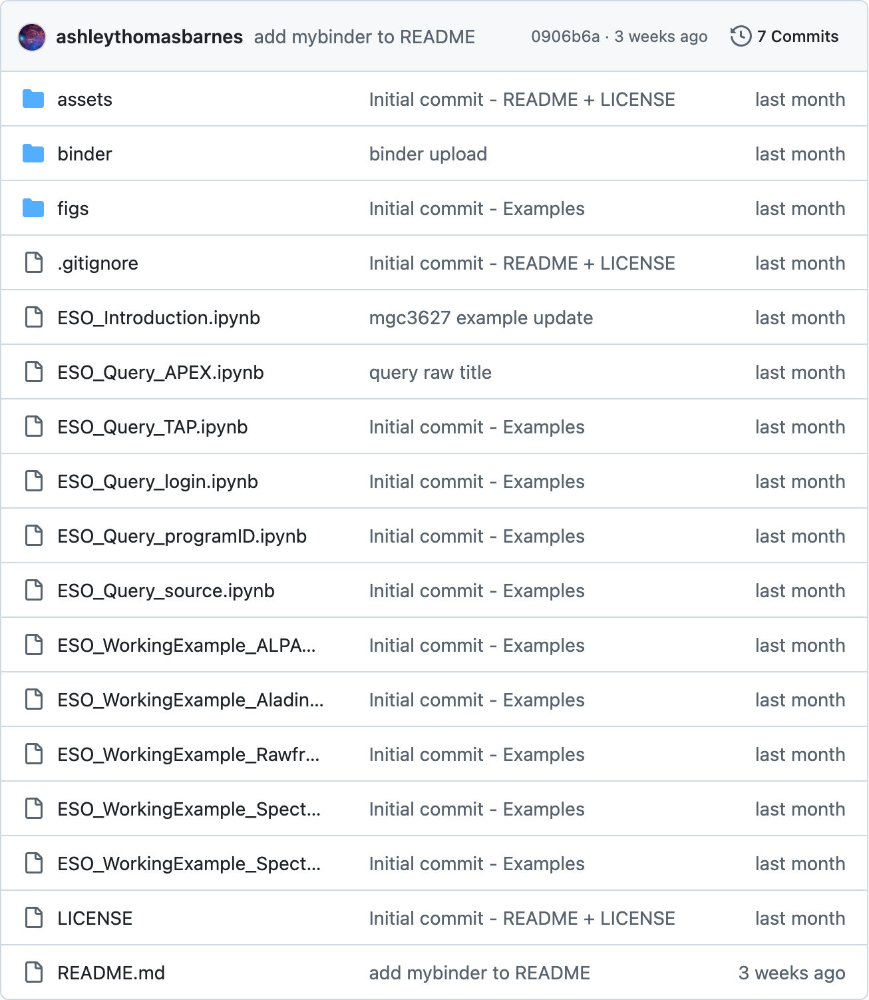 ashleythomasbarnes add mybinder to README 0906b6a · 3 weeks ago 7 Commits
assets Initial commit - README + LICENSE last month
binder binder upload last month
figs Initial commit - Examples last month
.gitignore Initial commit - README + LICENSE last month
ESO_Introduction.ipynb mgc3627 example update last month
ESO_Query_APEX.ipynb query raw title last month
ESO_Query_TAP.ipynb Initial commit - Examples last month
ESO_Query_login.ipynb Initial commit - Examples last month
ESO_Query_programID.ipynb Initial commit - Examples last month
ESO_Query_source.ipynb Initial commit - Examples last month
ESO_WorkingExample_ALPA... Initial commit - Examples last month
ESO_WorkingExample_Aladin... Initial commit - Examples last month
ESO_WorkingExample_Rawfr... Initial commit - Examples last month
ESO_WorkingExample_Spect... Initial commit - Examples last month
ESO_WorkingExample_Spect... Initial commit - Examples last month
LICENSE Initial commit - README + LICENSE last month
README.md add mybinder to README 3 weeks ago